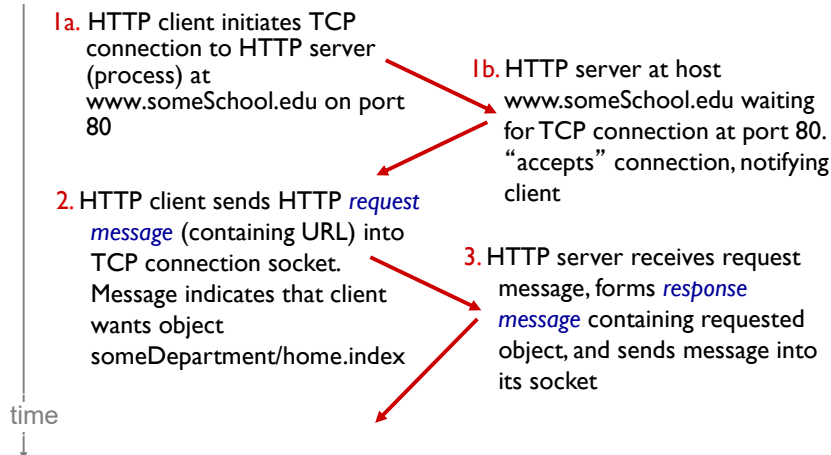 1a. HTTP client initiates TCP
connection to HTTP server
(process) at
www.someSchool.edu on port
80
1b. HTTP server at host
www.someSchool.edu waiting
for TCP connection at port 80.
“accepts” connection, notifying
client
2. HTTP client sends HTTP request
message (containing URL) into
TCP connection socket.
Message indicates that client
wants object
someDepartment/home.index
3. HTTP server receives request
message, forms response
message containing requested
object, and sends message into
its socket
time